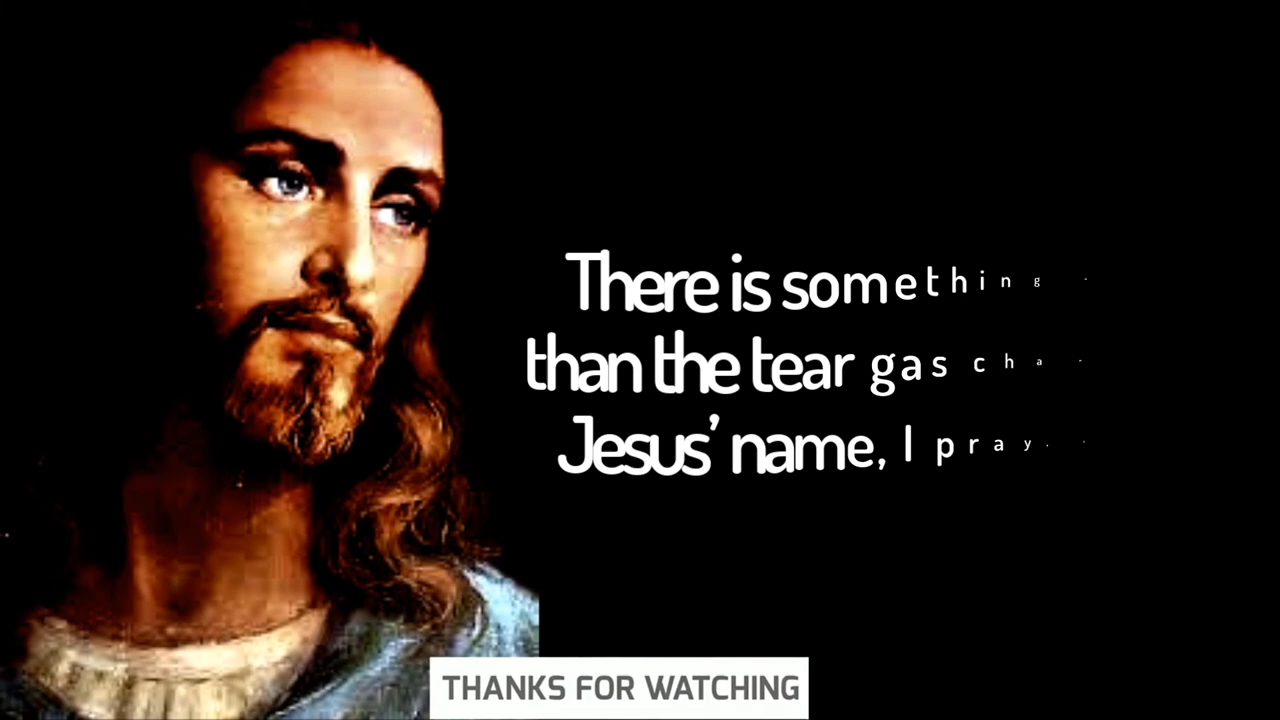 There is something
than the tear gas
Jesus’ name, I pray.
THANKS FOR WATCHING